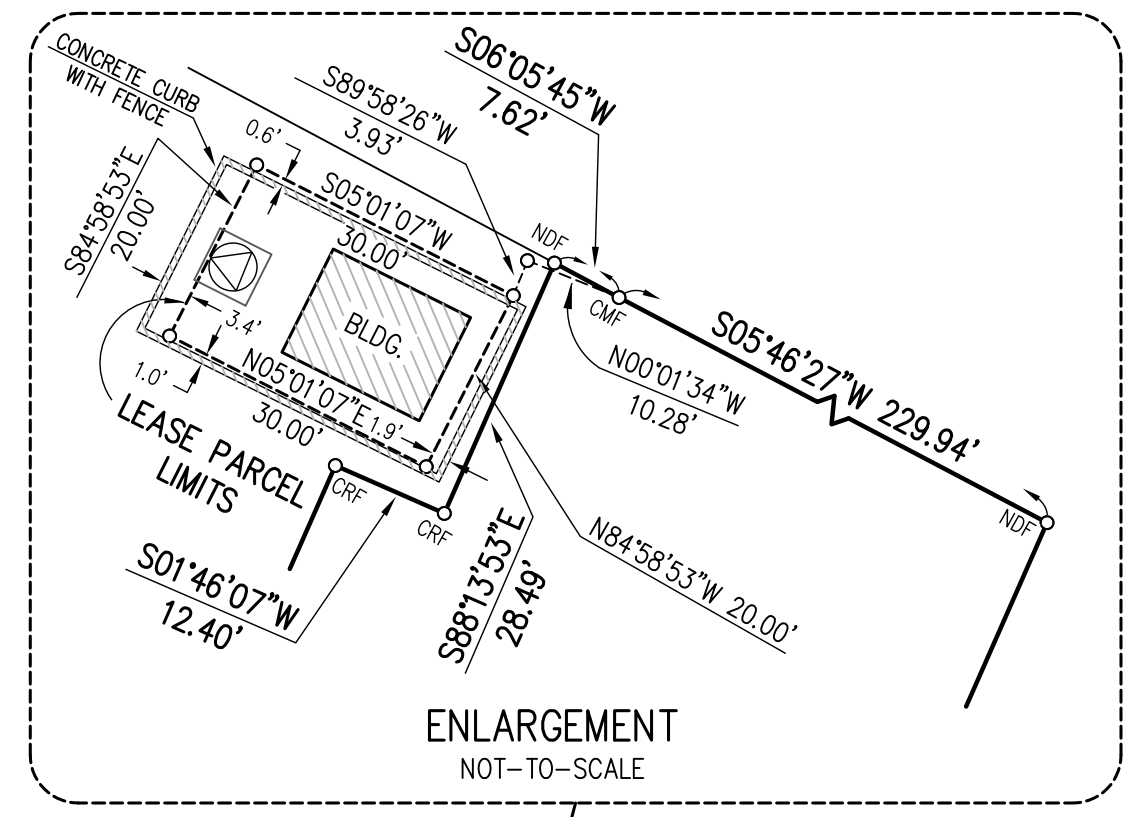 CONCRETE CURB
WITH FENCE
S84°58'53"E
20.00'
0.6'
S89°58'26"W
3.93'
S06°05'45"W
7.62'
S05°01'07"W
30.00'
NDF
CMF
N00°01'34"W
10.28'
S05°46'27"W 229.94'
NDF
BLDG.
3.4'
1.0'
N05°01'07"E
30.00'
1.9'
LEASE PARCEL
LIMITS
CRF
CRF
S01°46'07"W
12.40'
S88°13'53"E
28.49'
N84°58'53"W 20.00'
ENLARGEMENT
NOT-TO-SCALE